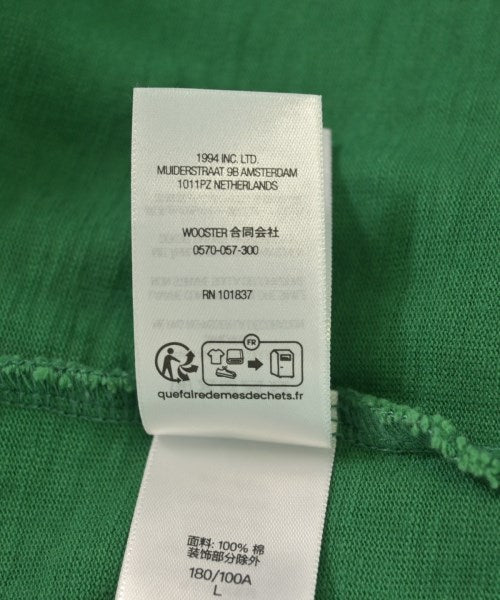 1994 INC. LTD.
MUIDERSTRAAT 9B AMSTERDAM
1011PZ NETHERLANDS
WOOSTER 合同会社
0570-057-300
RN 101837
FR
quefairedemesdechets.fr
面料: 100% 棉
装饰部分除外
180/100A
L